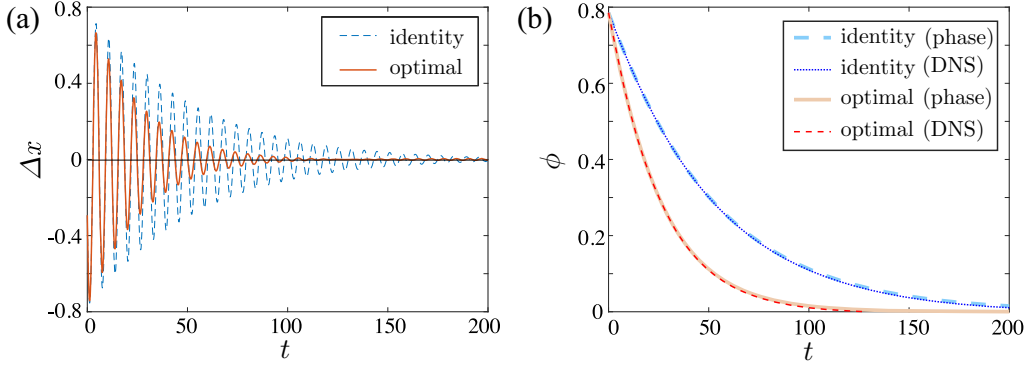 (a)
identity
optimal
0.8
0.4
0
-0.4
-0.8
Δx
0
50
100
150
200
t
(b)
identity (phase)
identity (DNS)
optimal (phase)
optimal (DNS)
0.8
0.6
0.4
0.2
0
ϕ
0
50
100
150
200
t